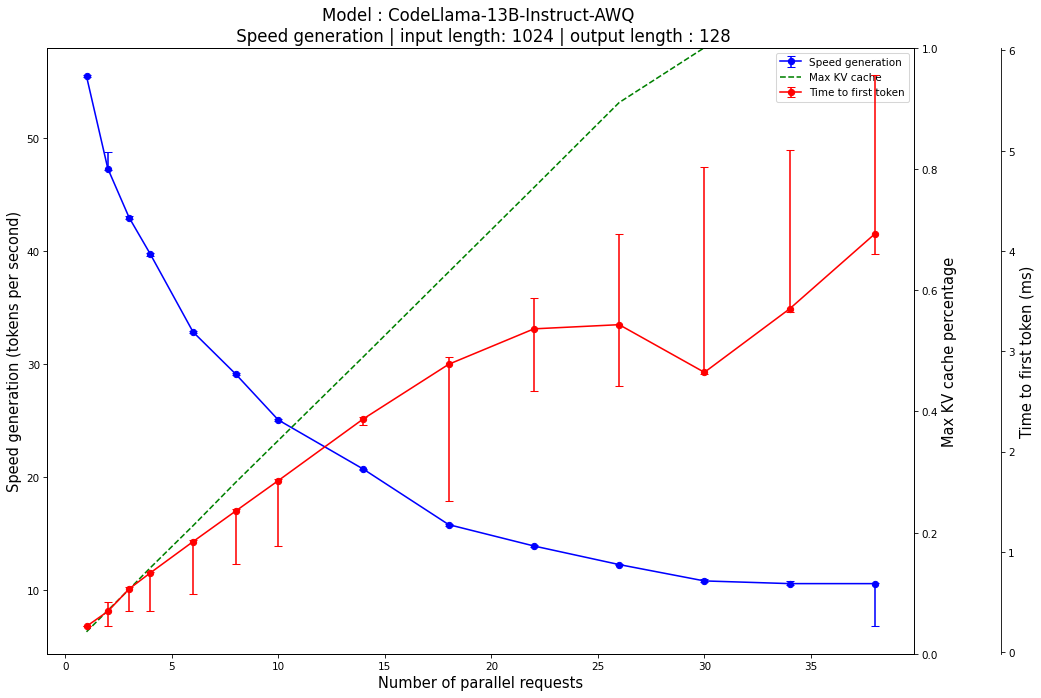 Model : CodeLlama-13B-Instruct-AWQ
Speed generation | input length: 1024 | output length : 128
Speed generation
Max KV cache
Time to first token
Speed generation (tokens per second)
50
40
30
20
10
1.0
0.8
0.6
0.4
0.2
0.0
Max KV cache percentage
6
5
4
3
2
1
0
Time to first token (ms)
0 5 10 15 20 25 30 35
Number of parallel requests